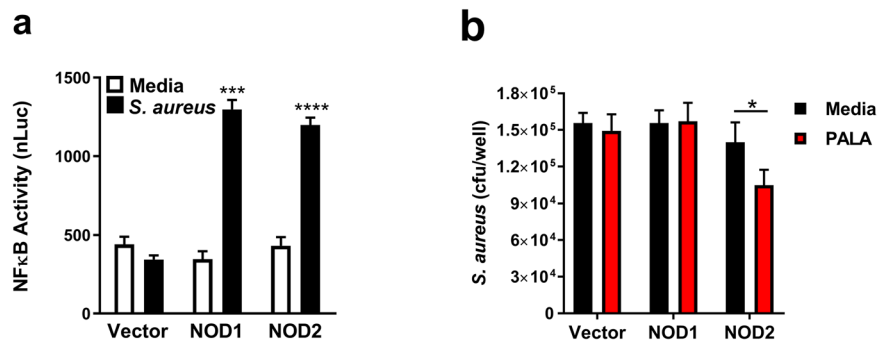 a
NFκB Activity (nLuc)
1500
1000
500
0
Media
S. aureus
***
****
Vector
NOD1
NOD2
b
S. aureus (cfu/well)
1.8×10⁵
1.5×10⁵
1.2×10⁵
9×10⁴
6×10⁴
3×10⁴
0
*
Media
PALA
Vector
NOD1
NOD2